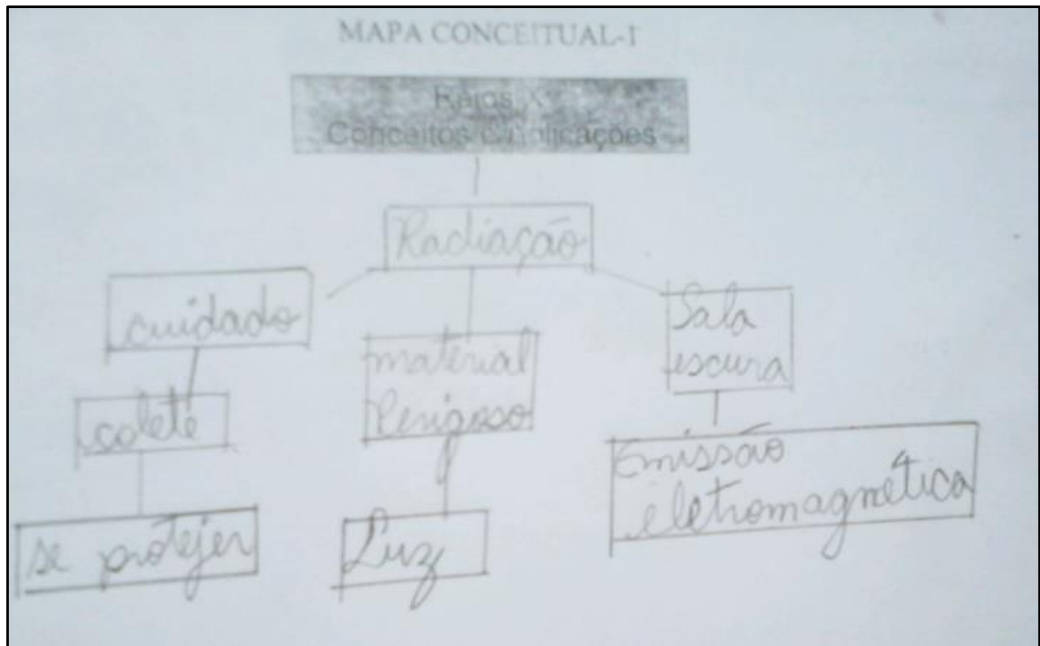 MAPA CONCEITUAL-I
Raios X
Conceitos e Aplicações
Radiação
cuidado
material
Perigoso
Sala
escura
colete
Emissão
eletromagnética
se protejer
Luz